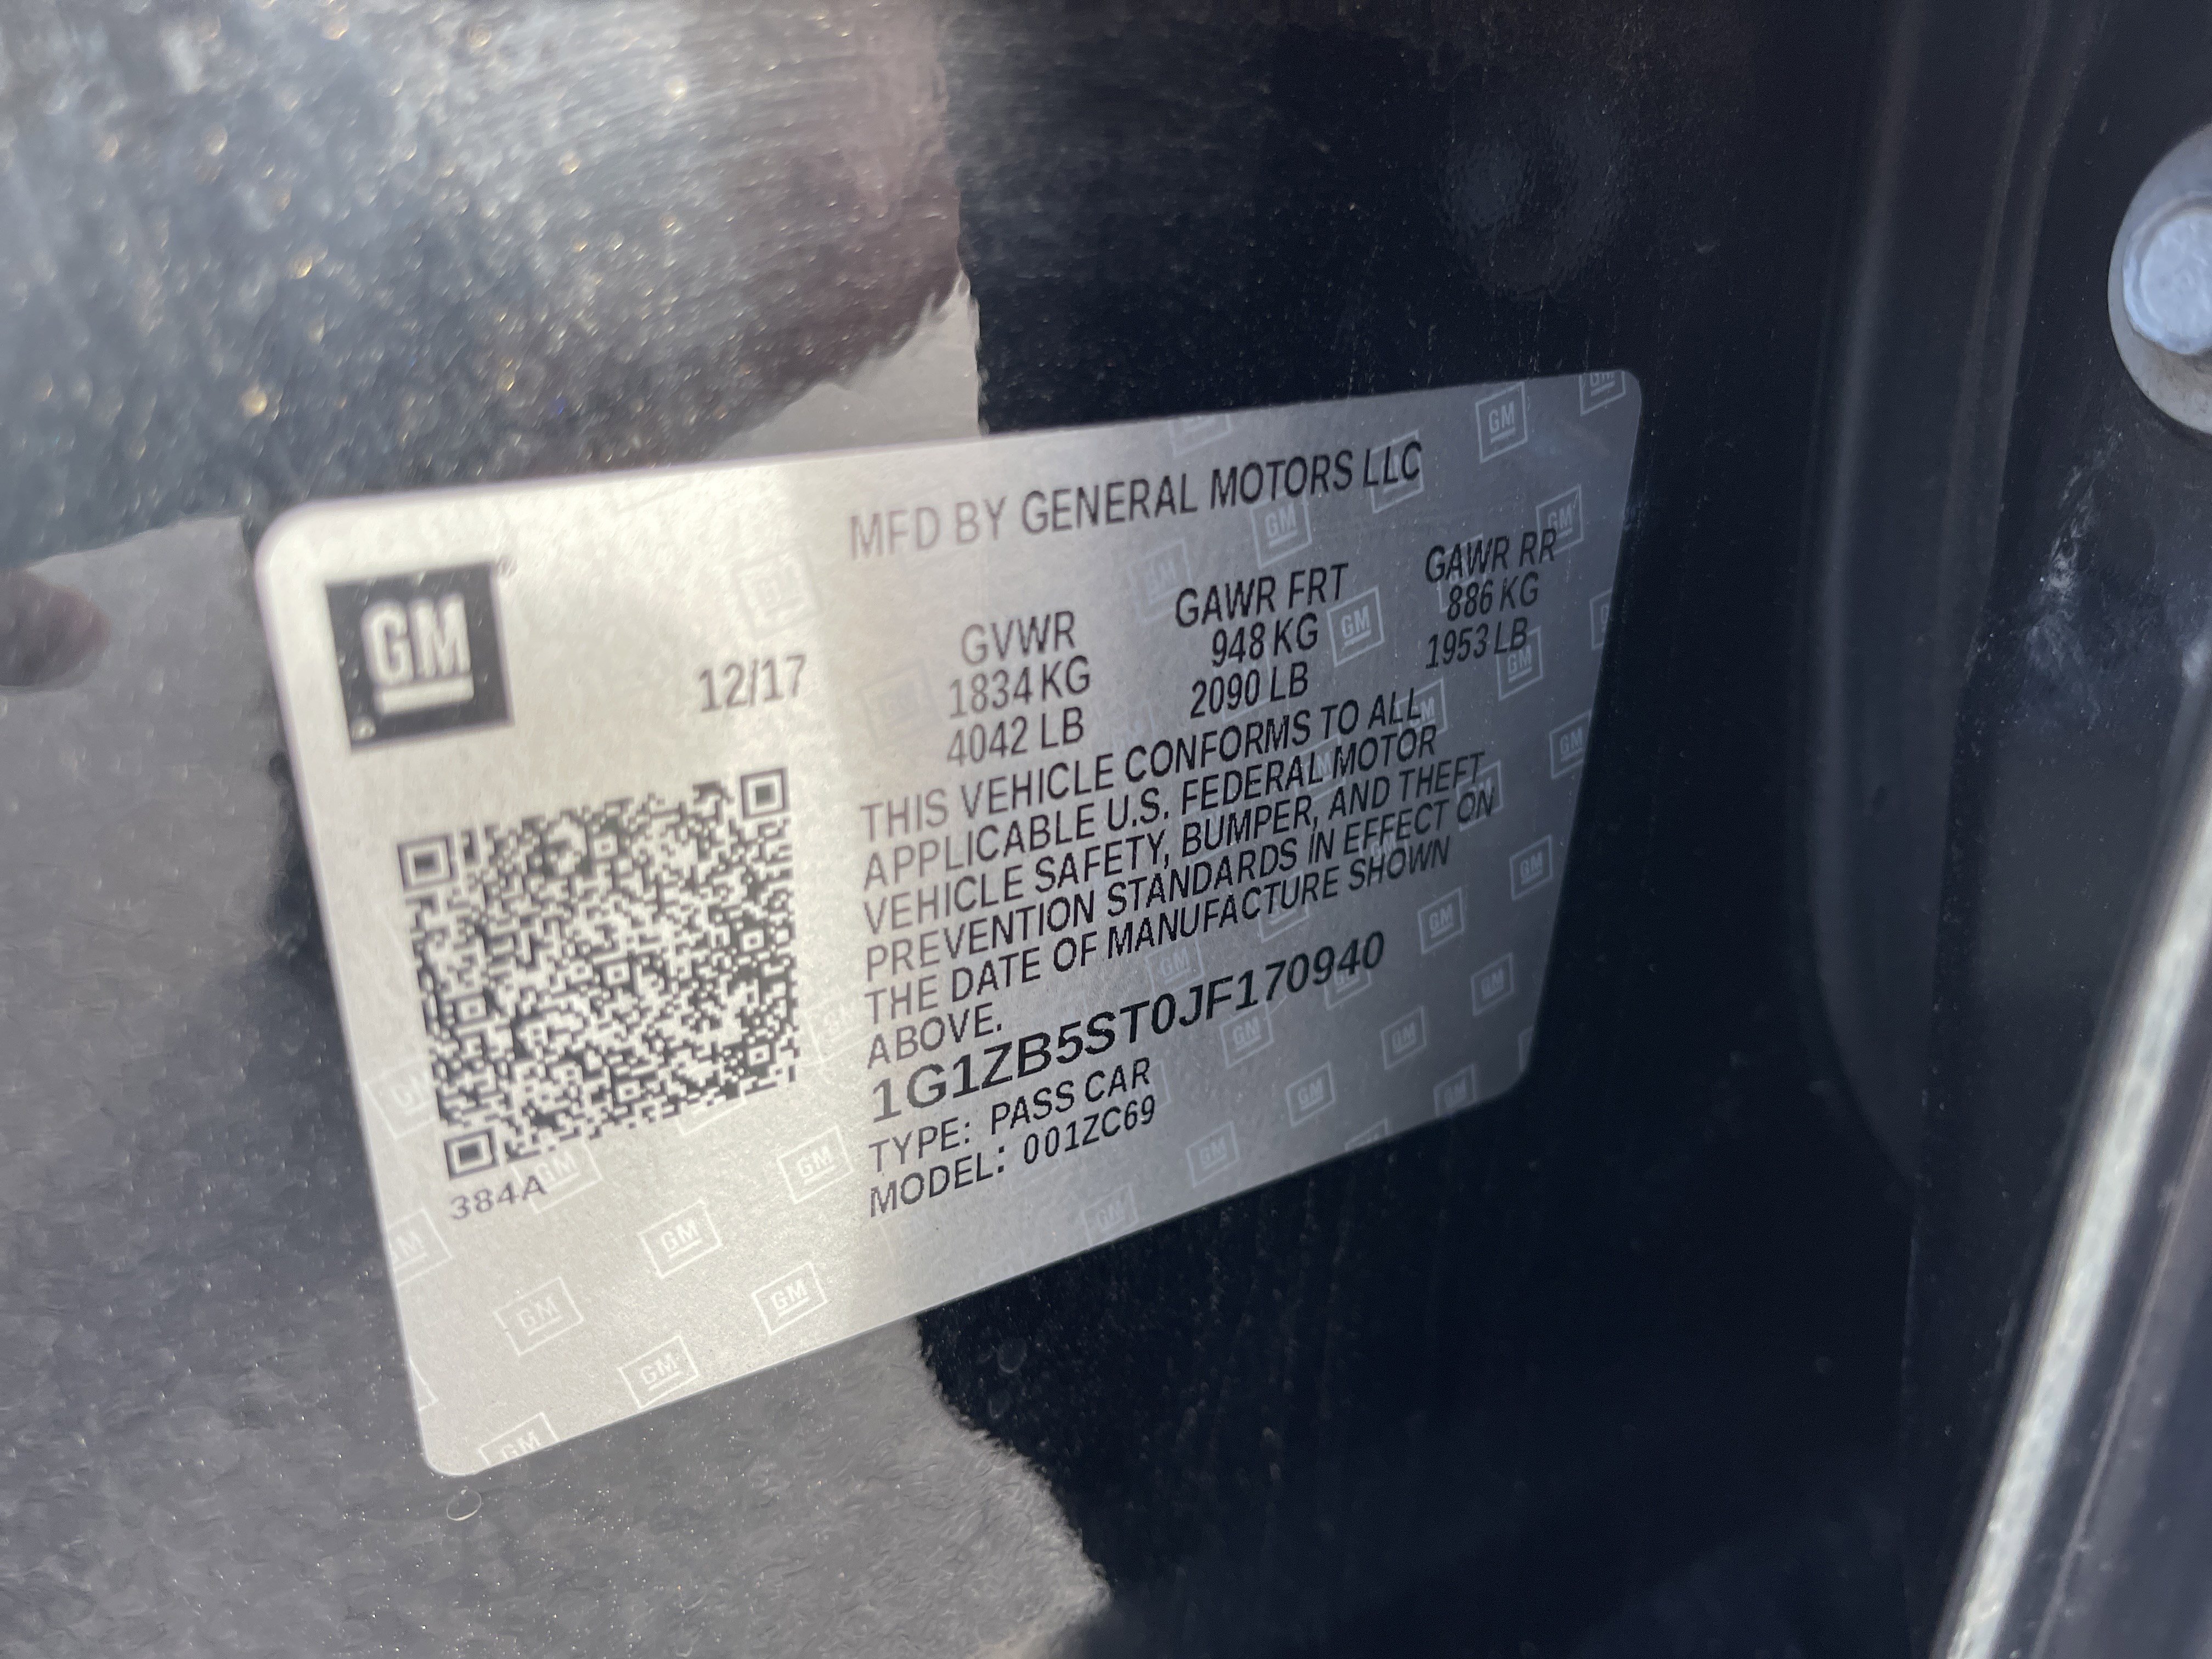 MFD BY GENERAL MOTORS LLC
GM®
12/17
GVWR GAWR FRT GAWR RR
1834 KG 948 KG 886 KG
4042 LB 2090 LB 1953 LB
THIS VEHICLE CONFORMS TO ALL
APPLICABLE U.S. FEDERAL MOTOR
VEHICLE SAFETY, BUMPER, AND THEFT
PREVENTION STANDARDS IN EFFECT ON
THE DATE OF MANUFACTURE SHOWN
ABOVE.
1G1ZB5ST0JF170940
TYPE: PASS CAR
MODEL: 001ZC69
384A